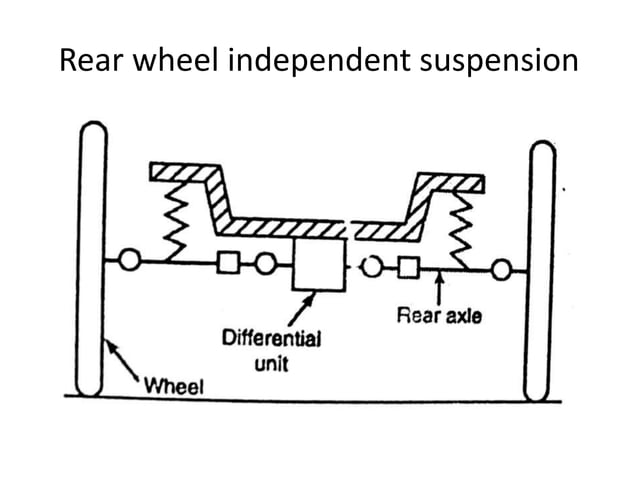 Rear wheel independent suspension
Rear axle
Differential
unit
Wheel